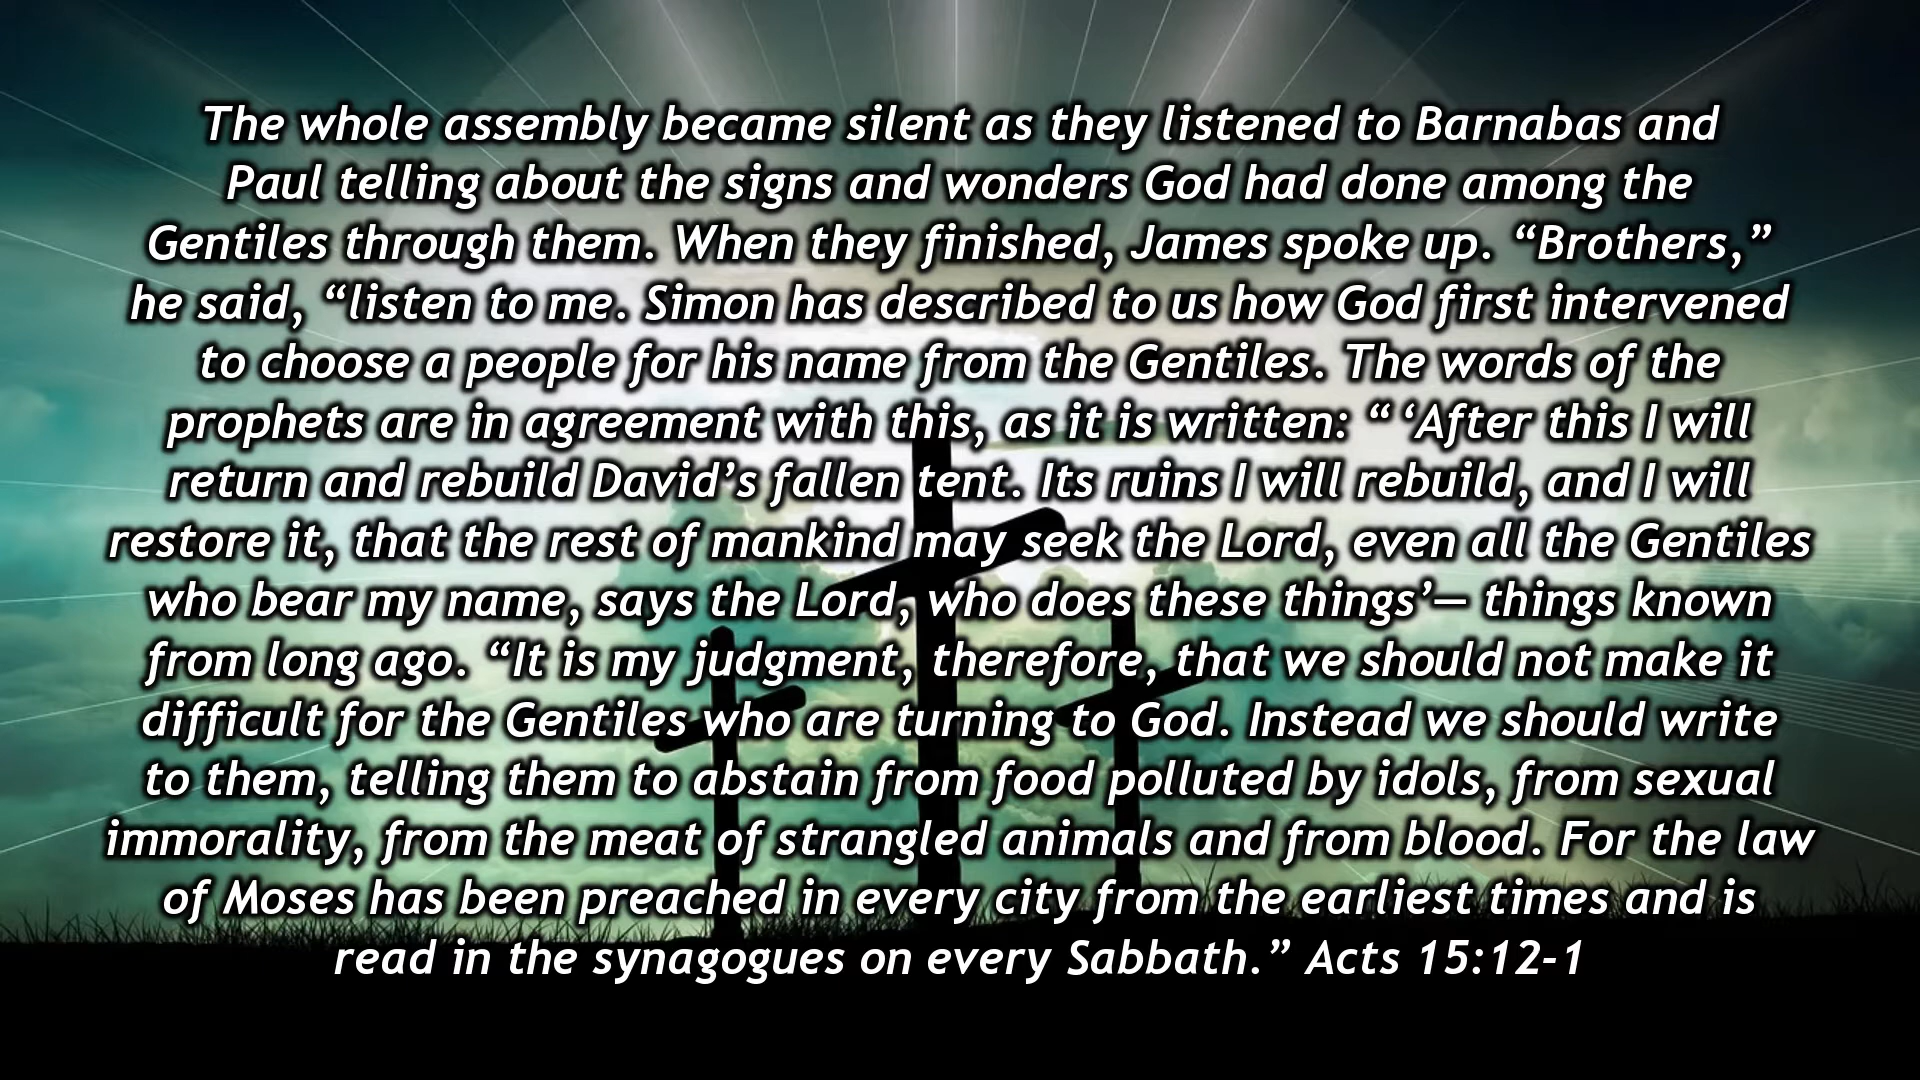 The whole assembly became silent as they listened to Barnabas and
Paul telling about the signs and wonders God had done among the
Gentiles through them. When they finished, James spoke up. “Brothers,”
he said, “listen to me. Simon has described to us how God first intervened
to choose a people for his name from the Gentiles. The words of the
prophets are in agreement with this, as it is written: “ ‘After this I will
return and rebuild David’s fallen tent. Its ruins I will rebuild, and I will
restore it, that the rest of mankind may seek the Lord, even all the Gentiles
who bear my name, says the Lord, who does these things’— things known
from long ago. “It is my judgment, therefore, that we should not make it
difficult for the Gentiles who are turning to God. Instead we should write
to them, telling them to abstain from food polluted by idols, from sexual
immorality, from the meat of strangled animals and from blood. For the law
of Moses has been preached in every city from the earliest times and is
read in the synagogues on every Sabbath.” Acts 15:12-1